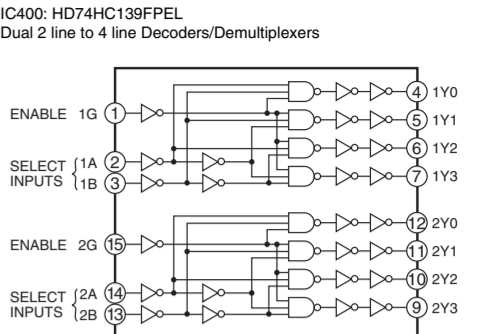 IC400: HD74HC139FPEL
Dual 2 line to 4 line Decoders/Demultiplexers
4 1Y0
ENABLE 1G 1
5 1Y1
6 1Y2
SELECT INPUTS { 1A 2
1B 3
7 1Y3
12 2Y0
ENABLE 2G 15
11 2Y1
10 2Y2
SELECT INPUTS { 2A 14
2B 13
9 2Y3